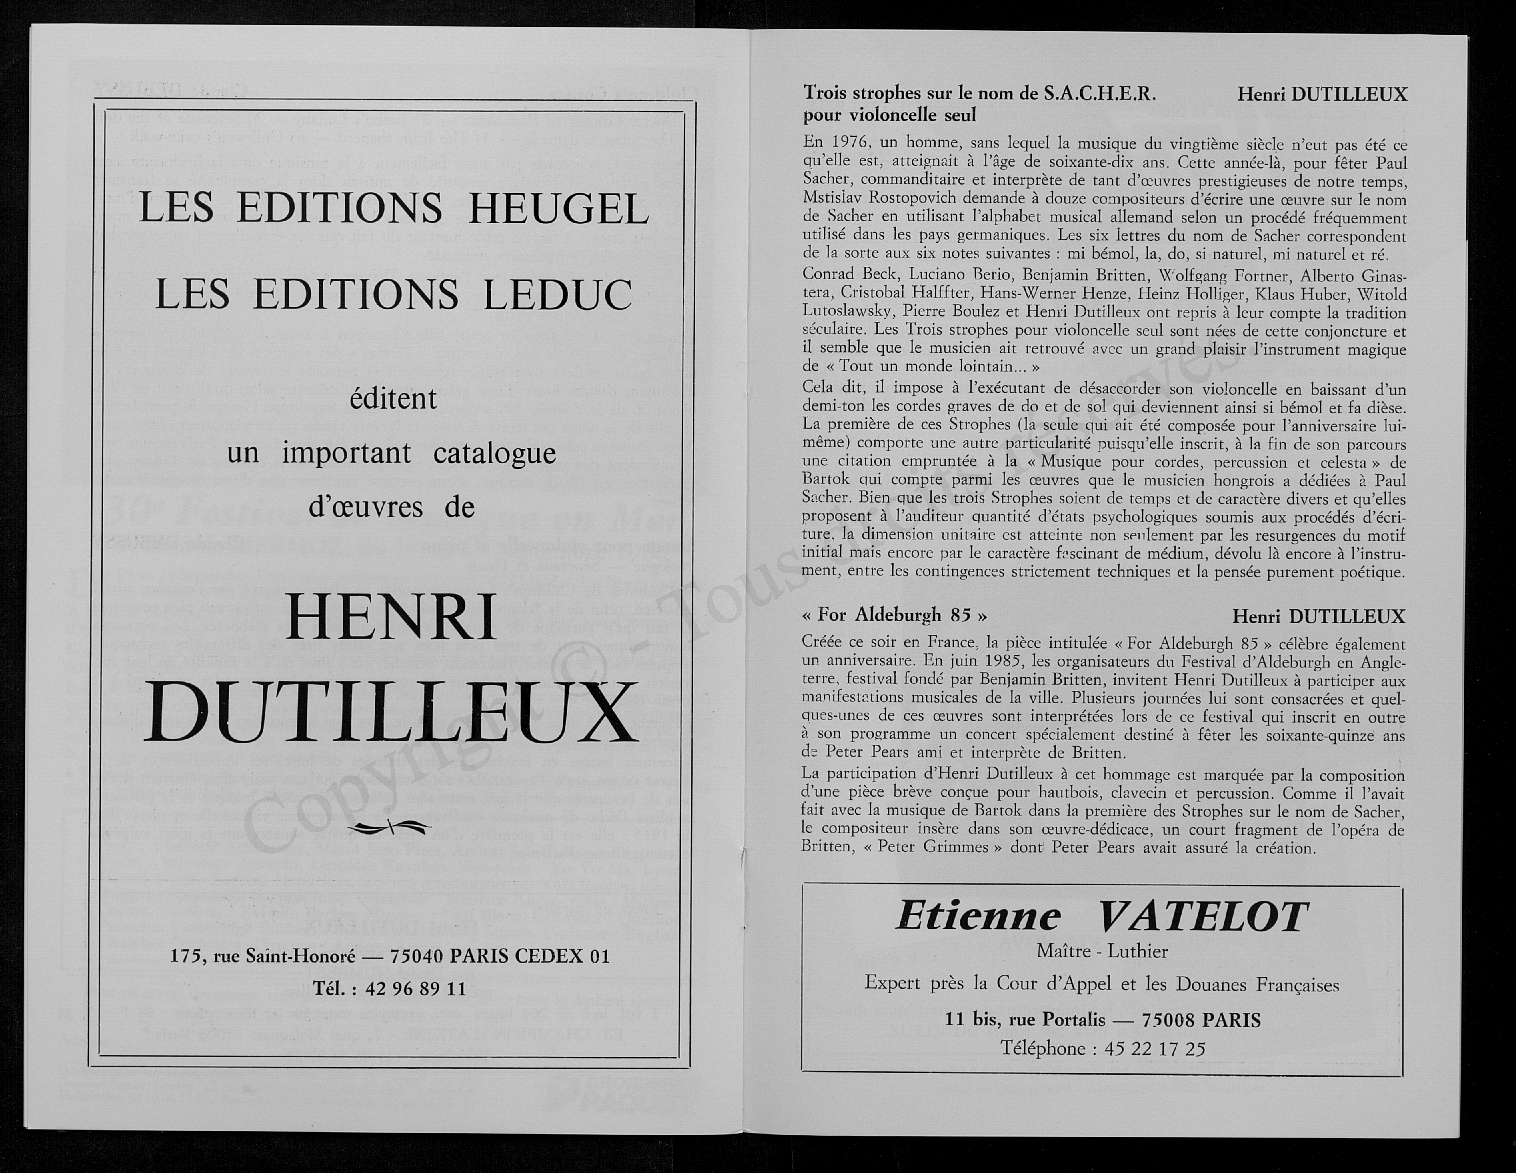 LES EDITIONS HEUGEL
LES EDITIONS LEDUC
éditent
un important catalogue
d'œuvres de
HENRI
DUTILLEUX
175, rue Saint-Honoré — 75040 PARIS CEDEX 01
Tél. : 42 96 89 11
Trois strophes sur le nom de S.A.C.H.E.R. Henri DUTILLEUX
pour violoncelle seul
En 1976, un homme, sans lequel la musique du vingtième siècle n'eut pas été ce
qu'elle est, atteignait à l'âge de soixante-dix ans. Cette année-là, pour fêter Paul
Sacher, commanditaire et interprète de tant d'œuvres prestigieuses de notre temps,
Mstislav Rostopovich demande à douze compositeurs d'écrire une œuvre sur le nom
de Sacher en utilisant l'alphabet musical allemand selon un procédé fréquemment
utilisé dans les pays germaniques. Les six lettres du nom de Sacher correspondent
de la sorte aux six notes suivantes : mi bémol, la, do, si naturel, mi naturel et ré.
Conrad Beck, Luciano Berio, Benjamin Britten, Wolfgang Fortner, Alberto Ginas-
tera, Cristobal Halffter, Hans-Werner Henze, Heinz Holliger, Klaus Huber, Witold
Lutoslawsky, Pierre Boulez et Henri Dutilleux ont repris à leur compte la tradition
séculaire. Les Trois strophes pour violoncelle seul sont nées de cette conjoncture et
il semble que le musicien ait retrouvé avec un grand plaisir l'instrument magique
de « Tout un monde lointain... »
Cela dit, il impose à l'exécutant de désaccorder son violoncelle en baissant d'un
demi-ton les cordes graves de do et de sol qui deviennent ainsi si bémol et fa dièse.
La première de ces Strophes (la seule qui ait été composée pour l'anniversaire lui-
même) comporte une autre particularité puisqu'elle inscrit, à la fin de son parcours
une citation empruntée à la « Musique pour cordes, percussion et celesta » de
Bartok qui compte parmi les œuvres que le musicien hongrois a dédiées à Paul
Sacher. Bien que les trois Strophes soient de temps et de caractère divers et qu'elles
proposent à l'auditeur quantité d'états psychologiques soumis aux procédés d'écri-
ture, la dimension unitaire est atteinte non seulement par les resurgences du motif
initial mais encore par le caractère fascinant de médium, dévolu là encore à l'instru-
ment, entre les contingences strictement techniques et la pensée purement poétique.
« For Aldeburgh 85 » Henri DUTILLEUX
Créée ce soir en France, la pièce intitulée « For Aldeburgh 85 » célèbre également
un anniversaire. En juin 1985, les organisateurs du Festival d'Aldeburgh en Angle-
terre, festival fondé par Benjamin Britten, invitent Henri Dutilleux à participer aux
manifestations musicales de la ville. Plusieurs journées lui sont consacrées et quel-
ques-unes de ces œuvres sont interprétées lors de ce festival qui inscrit en outre
à son programme un concert spécialement destiné à fêter les soixante-quinze ans
de Peter Pears ami et interprète de Britten.
La participation d'Henri Dutilleux à cet hommage est marquée par la composition
d'une pièce brève conçue pour hautbois, clavecin et percussion. Comme il l'avait
fait avec la musique de Bartok dans la première des Strophes sur le nom de Sacher,
le compositeur insère dans son œuvre-dédicace, un court fragment de l'opéra de
Britten, « Peter Grimmes » dont Peter Pears avait assuré la création.
Etienne VATELOT
Maître - Luthier
Expert près la Cour d'Appel et les Douanes Françaises
11 bis, rue Portalis — 75008 PARIS
Téléphone : 45 22 17 25
Copyright © - Tous droits réservés.